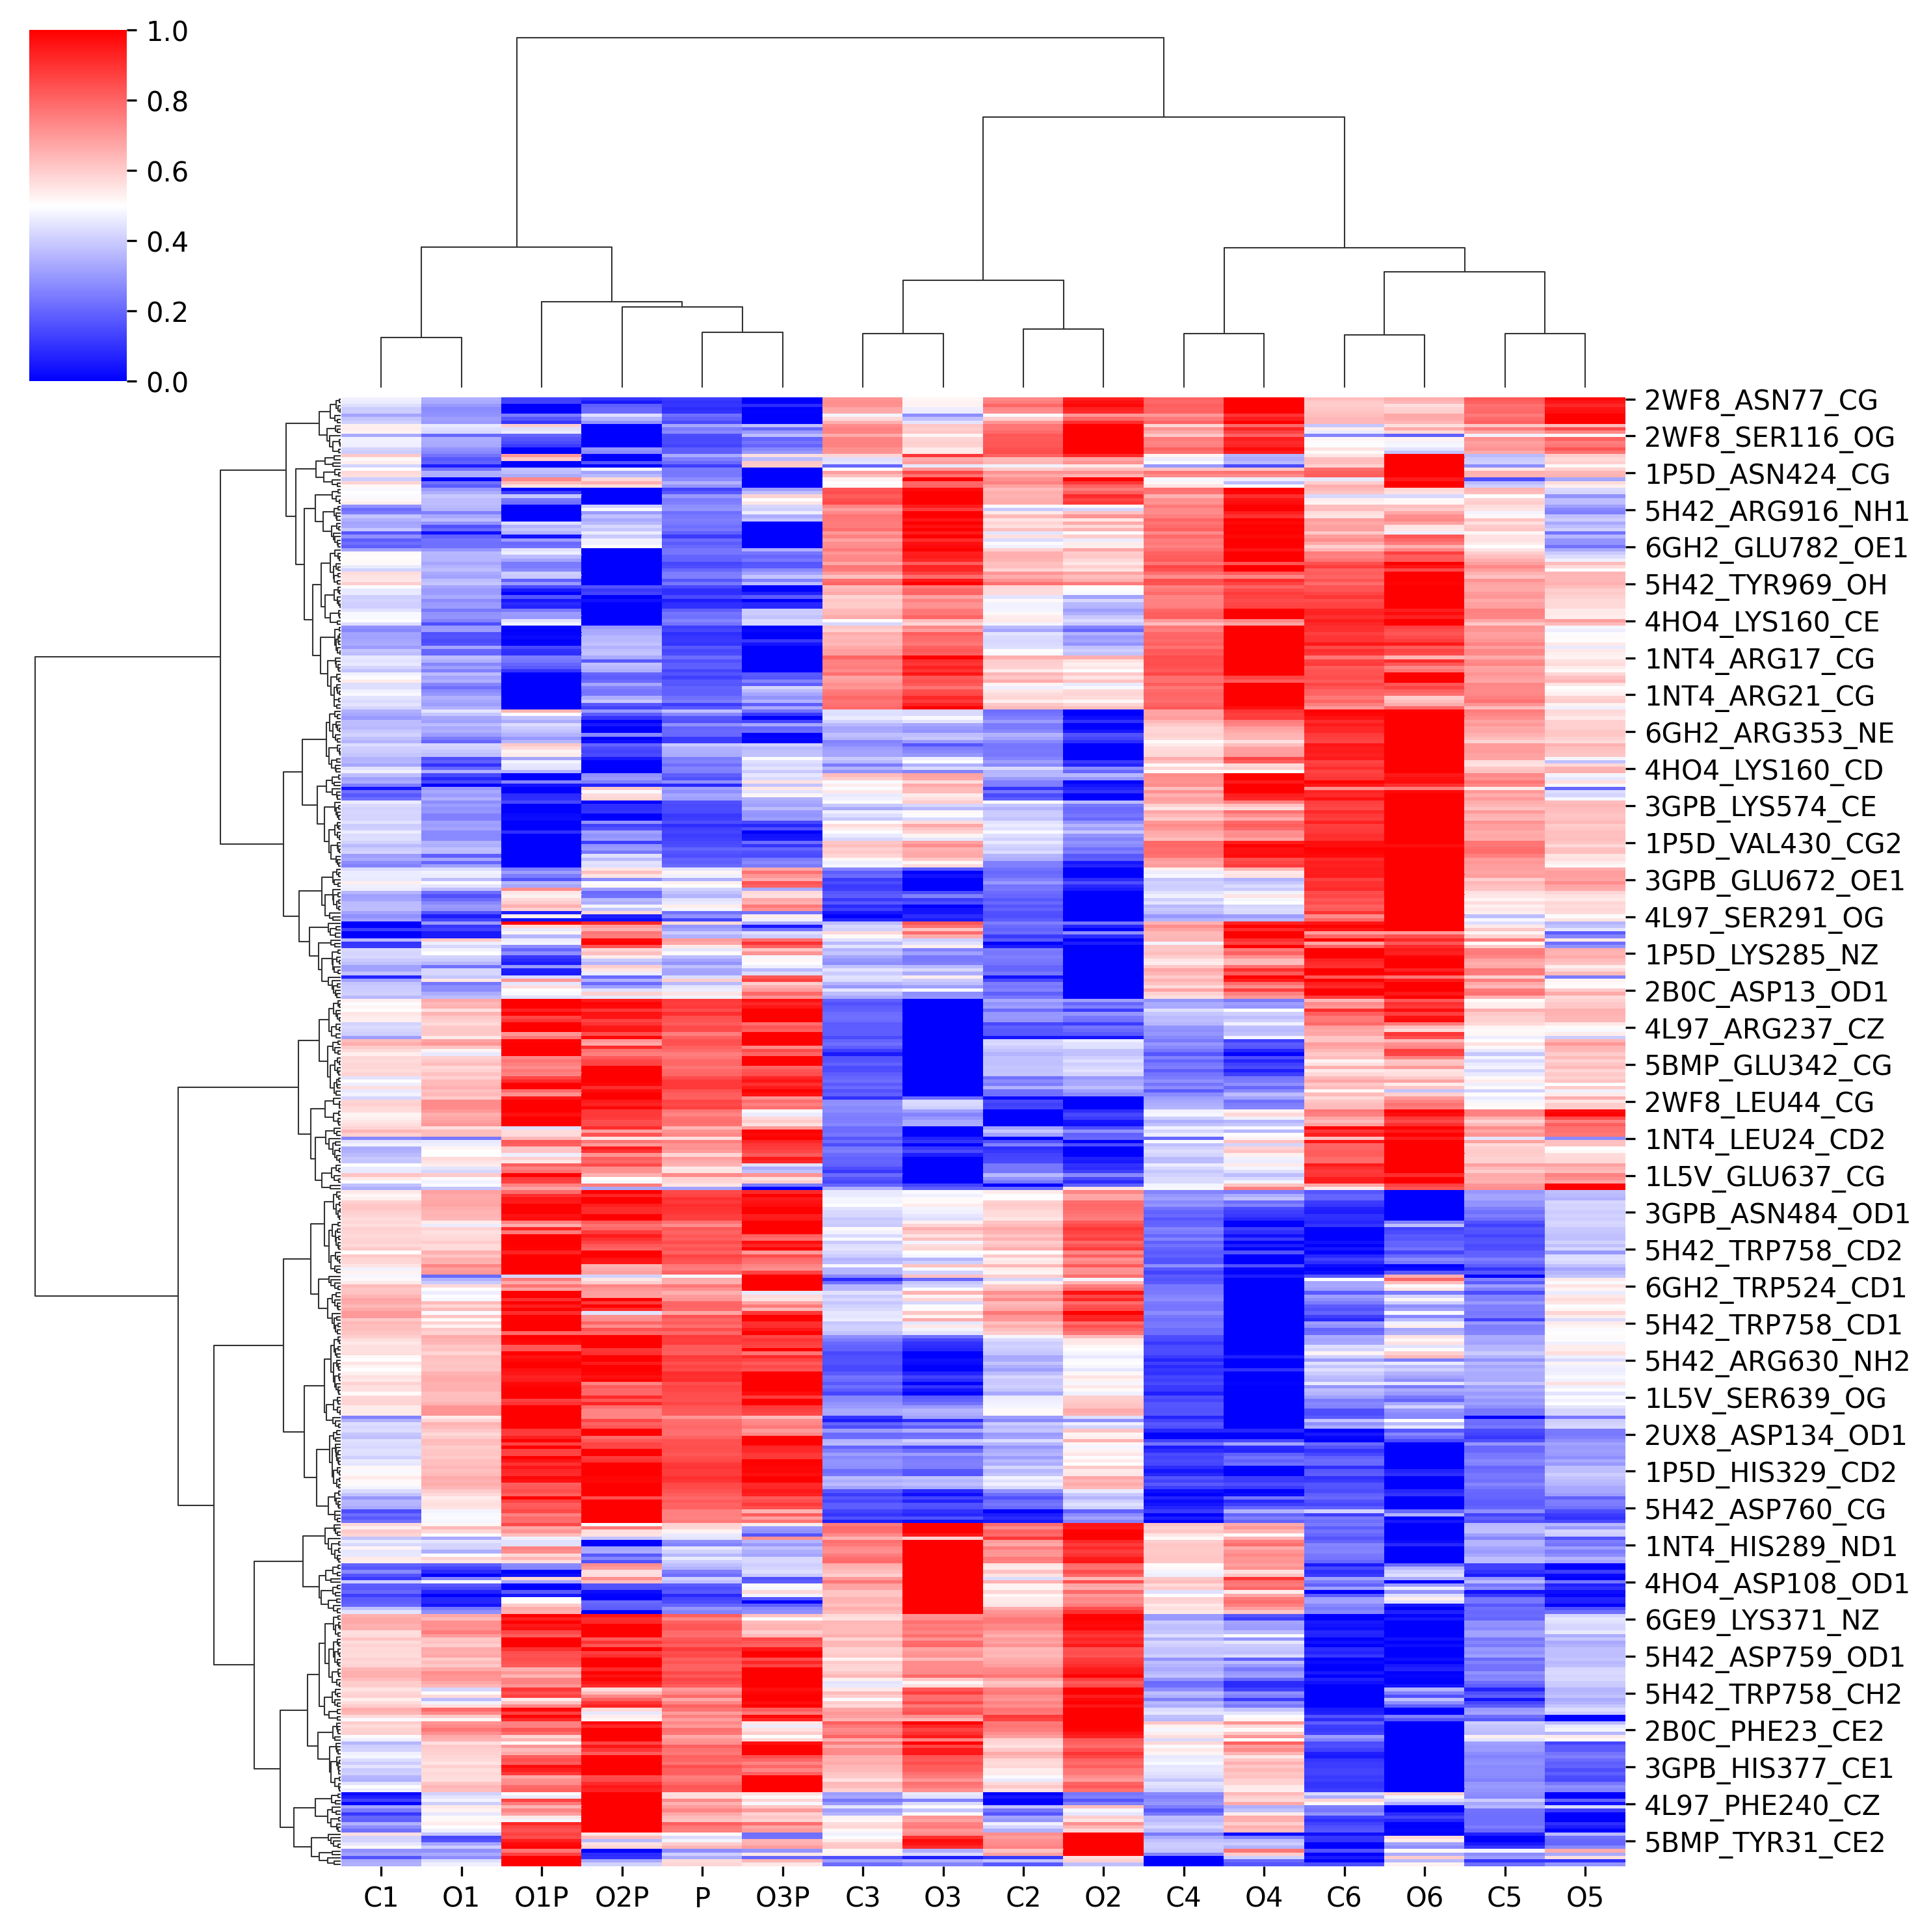 1.0
0.8
0.6
0.4
0.2
0.0
2WF8_ASN77_CG
2WF8_SER116_OG
1P5D_ASN424_CG
5H42_ARG916_NH1
6GH2_GLU782_OE1
5H42_TYR969_OH
4HO4_LYS160_CE
1NT4_ARG17_CG
1NT4_ARG21_CG
6GH2_ARG353_NE
4HO4_LYS160_CD
3GPB_LYS574_CE
1P5D_VAL430_CG2
3GPB_GLU672_OE1
4L97_SER291_OG
1P5D_LYS285_NZ
2B0C_ASP13_OD1
4L97_ARG237_CZ
5BMP_GLU342_CG
2WF8_LEU44_CG
1NT4_LEU24_CD2
1L5V_GLU637_CG
3GPB_ASN484_OD1
5H42_TRP758_CD2
6GH2_TRP524_CD1
5H42_TRP758_CD1
5H42_ARG630_NH2
1L5V_SER639_OG
2UX8_ASP134_OD1
1P5D_HIS329_CD2
5H42_ASP760_CG
1NT4_HIS289_ND1
4HO4_ASP108_OD1
6GE9_LYS371_NZ
5H42_ASP759_OD1
5H42_TRP758_CH2
2B0C_PHE23_CE2
3GPB_HIS377_CE1
4L97_PHE240_CZ
5BMP_TYR31_CE2
C1 O1 O1P O2P P O3P C3 O3 C2 O2 C4 O4 C6 O6 C5 O5